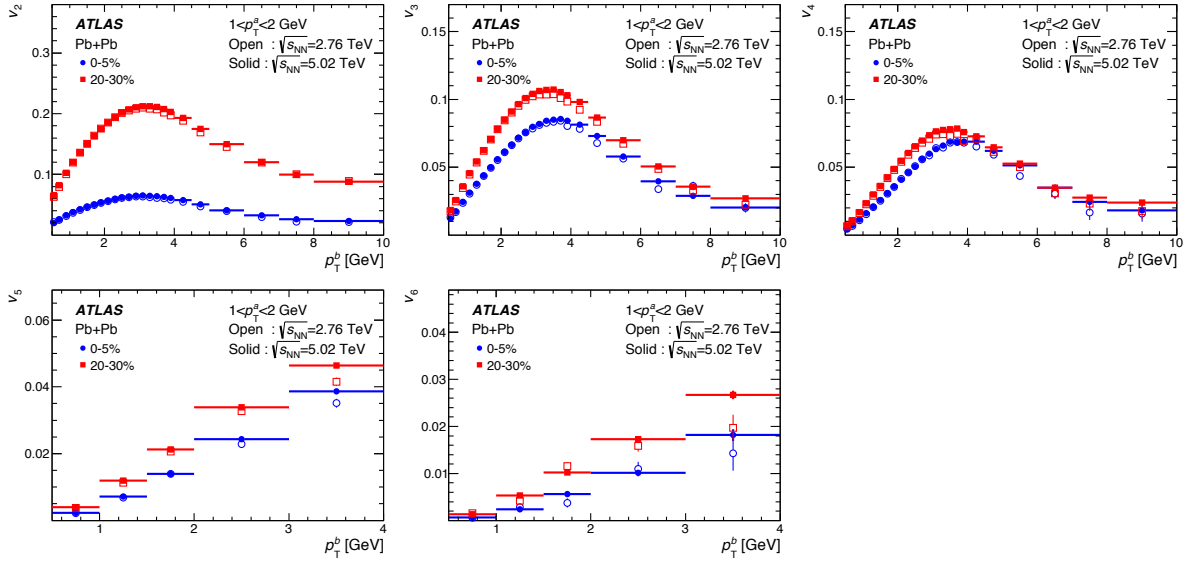 v₂
ATLAS
1<p_T^a<2 GeV
Pb+Pb
Open : √s_NN=2.76 TeV
0-5%
Solid : √s_NN=5.02 TeV
20-30%
0.3
0.2
0.1
2
4
6
8
10
p_T^b [GeV]
v₃
ATLAS
1<p_T^a<2 GeV
Pb+Pb
Open : √s_NN=2.76 TeV
0-5%
Solid : √s_NN=5.02 TeV
20-30%
0.15
0.1
0.05
2
4
6
8
10
p_T^b [GeV]
v₄
ATLAS
1<p_T^a<2 GeV
Pb+Pb
Open : √s_NN=2.76 TeV
0-5%
Solid : √s_NN=5.02 TeV
20-30%
0.1
0.05
2
4
6
8
10
p_T^b [GeV]
v₅
ATLAS
1<p_T^a<2 GeV
Pb+Pb
Open : √s_NN=2.76 TeV
0-5%
Solid : √s_NN=5.02 TeV
20-30%
0.06
0.04
0.02
1
2
3
4
p_T^b [GeV]
v₆
ATLAS
1<p_T^a<2 GeV
Pb+Pb
Open : √s_NN=2.76 TeV
0-5%
Solid : √s_NN=5.02 TeV
20-30%
0.04
0.03
0.02
0.01
1
2
3
4
p_T^b [GeV]